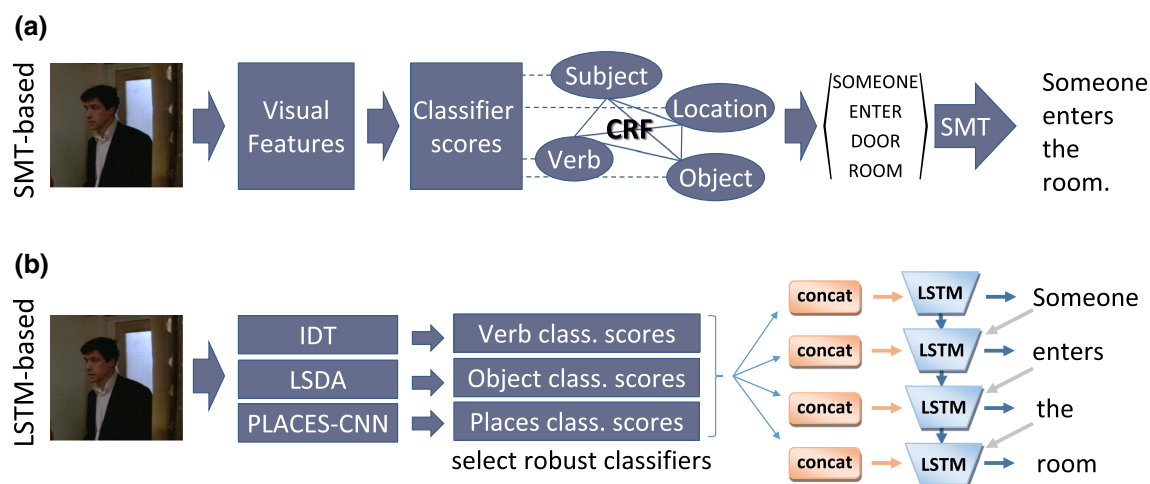 (a)
SMT-based
Visual
Features
Classifier
scores
Subject
Location
CRF
Verb
Object
SOMEONE
ENTER
DOOR
ROOM
SMT
Someone
enters
the
room.
(b)
LSTM-based
IDT
LSDA
PLACES-CNN
Verb class. scores
Object class. scores
Places class. scores
select robust classifiers
concat LSTM Someone
concat LSTM enters
concat LSTM the
concat LSTM room